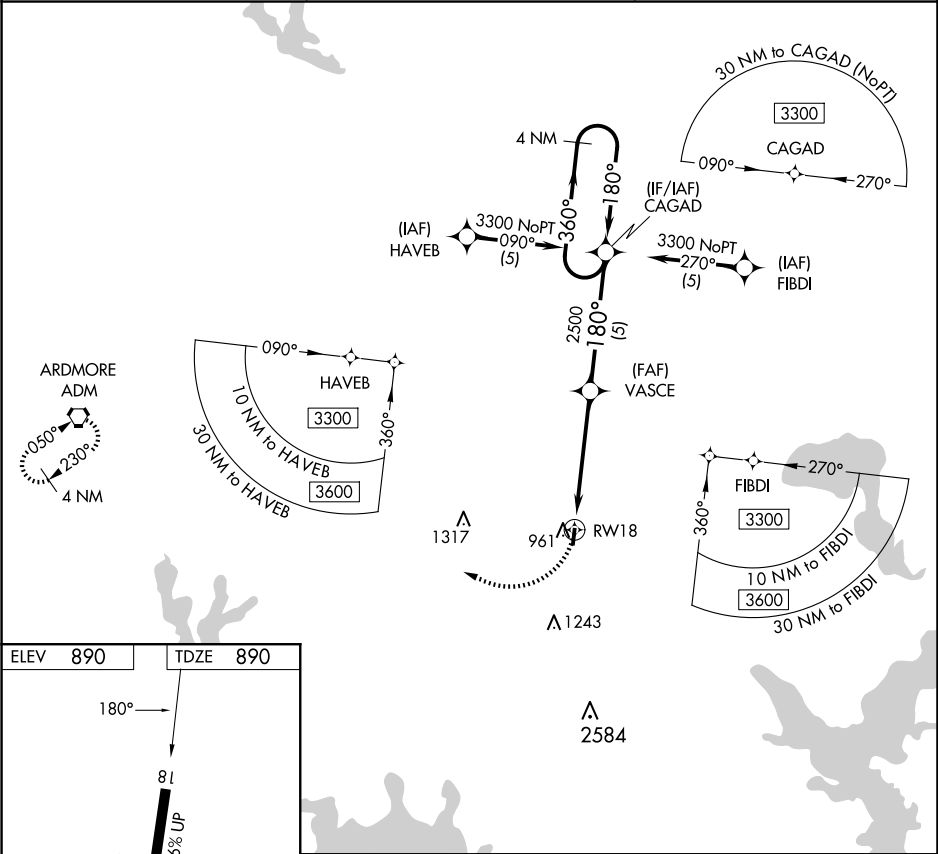 30 NM to CAGAD (NoPT)
3300
CAGAD
090°
270°
4 NM
360°
180°
(IF/IAF)
CAGAD
(IAF)
HAVEB
3300 NoPT
090°
(5)
3300 NoPT
270°
(5)
(IAF)
FIBDI
2500
180°
(5)
(FAF)
VASCE
ARDMORE
ADM
050°
230°
4 NM
090°
HAVEB
3300
360°
10 NM to HAVEB
3600
30 NM to HAVEB
270°
FIBDI
360°
3300
10 NM to FIBDI
3600
30 NM to FIBDI
1317
961
RW18
1243
2584
ELEV 890
TDZE 890
180°
18
% UP